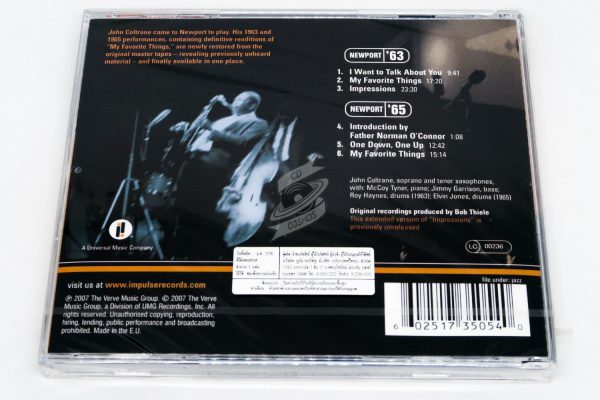 John Coltrane came to Newport to play. His 1963 and
1965 performances, containing definitive renditions of
"My Favorite Things," are newly restored from the
original master tapes – revealing previously unheard
material – and finally available in one place.
NEWPORT '63
1. I Want to Talk About You 9:41
2. My Favorite Things 17:20
3. Impressions 23:30
NEWPORT '65
4. Introduction by
Father Norman O'Connor 1:08
5. One Down, One Up 12:42
6. My Favorite Things 15:14
John Coltrane, soprano and tenor saxophones,
with: McCoy Tyner, piano; Jimmy Garrison, bass;
Roy Haynes, drums (1963); Elvin Jones, drums (1965)
Original recordings produced by Bob Thiele
This extended version of "Impressions" is
previously unreleased
CD
COSMOS
A Universal Music Company
LC 00236
visit us at www.impulserecords.com
file under: jazz
℗ 2007 The Verve Music Group. © 2007 The Verve
Music Group, a Division of UMG Recordings, Inc. All
rights reserved. Unauthorised copying, reproduction,
hiring, lending, public performance and broadcasting
prohibited. Made in the E.U.
6 02517 35054 0